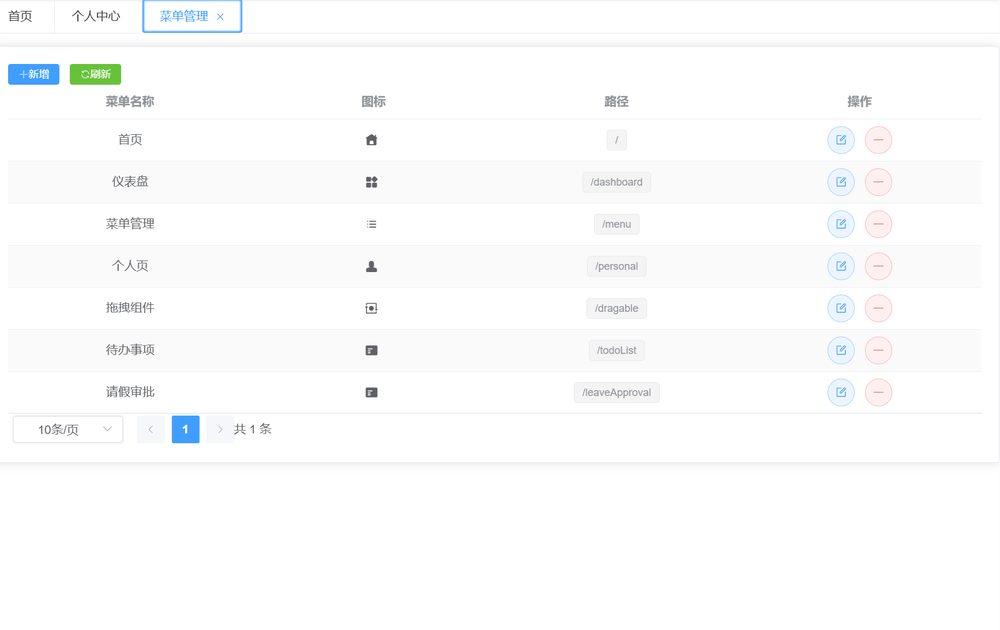 首页 个人中心 菜单管理
新增 刷新
菜单名称 图标 路径 操作
首页 /
仪表盘 /dashboard
菜单管理 /menu
个人页 /personal
拖拽组件 /dragable
待办事项 /todoList
请假审批 /leaveApproval
10条/页 1 共 1 条